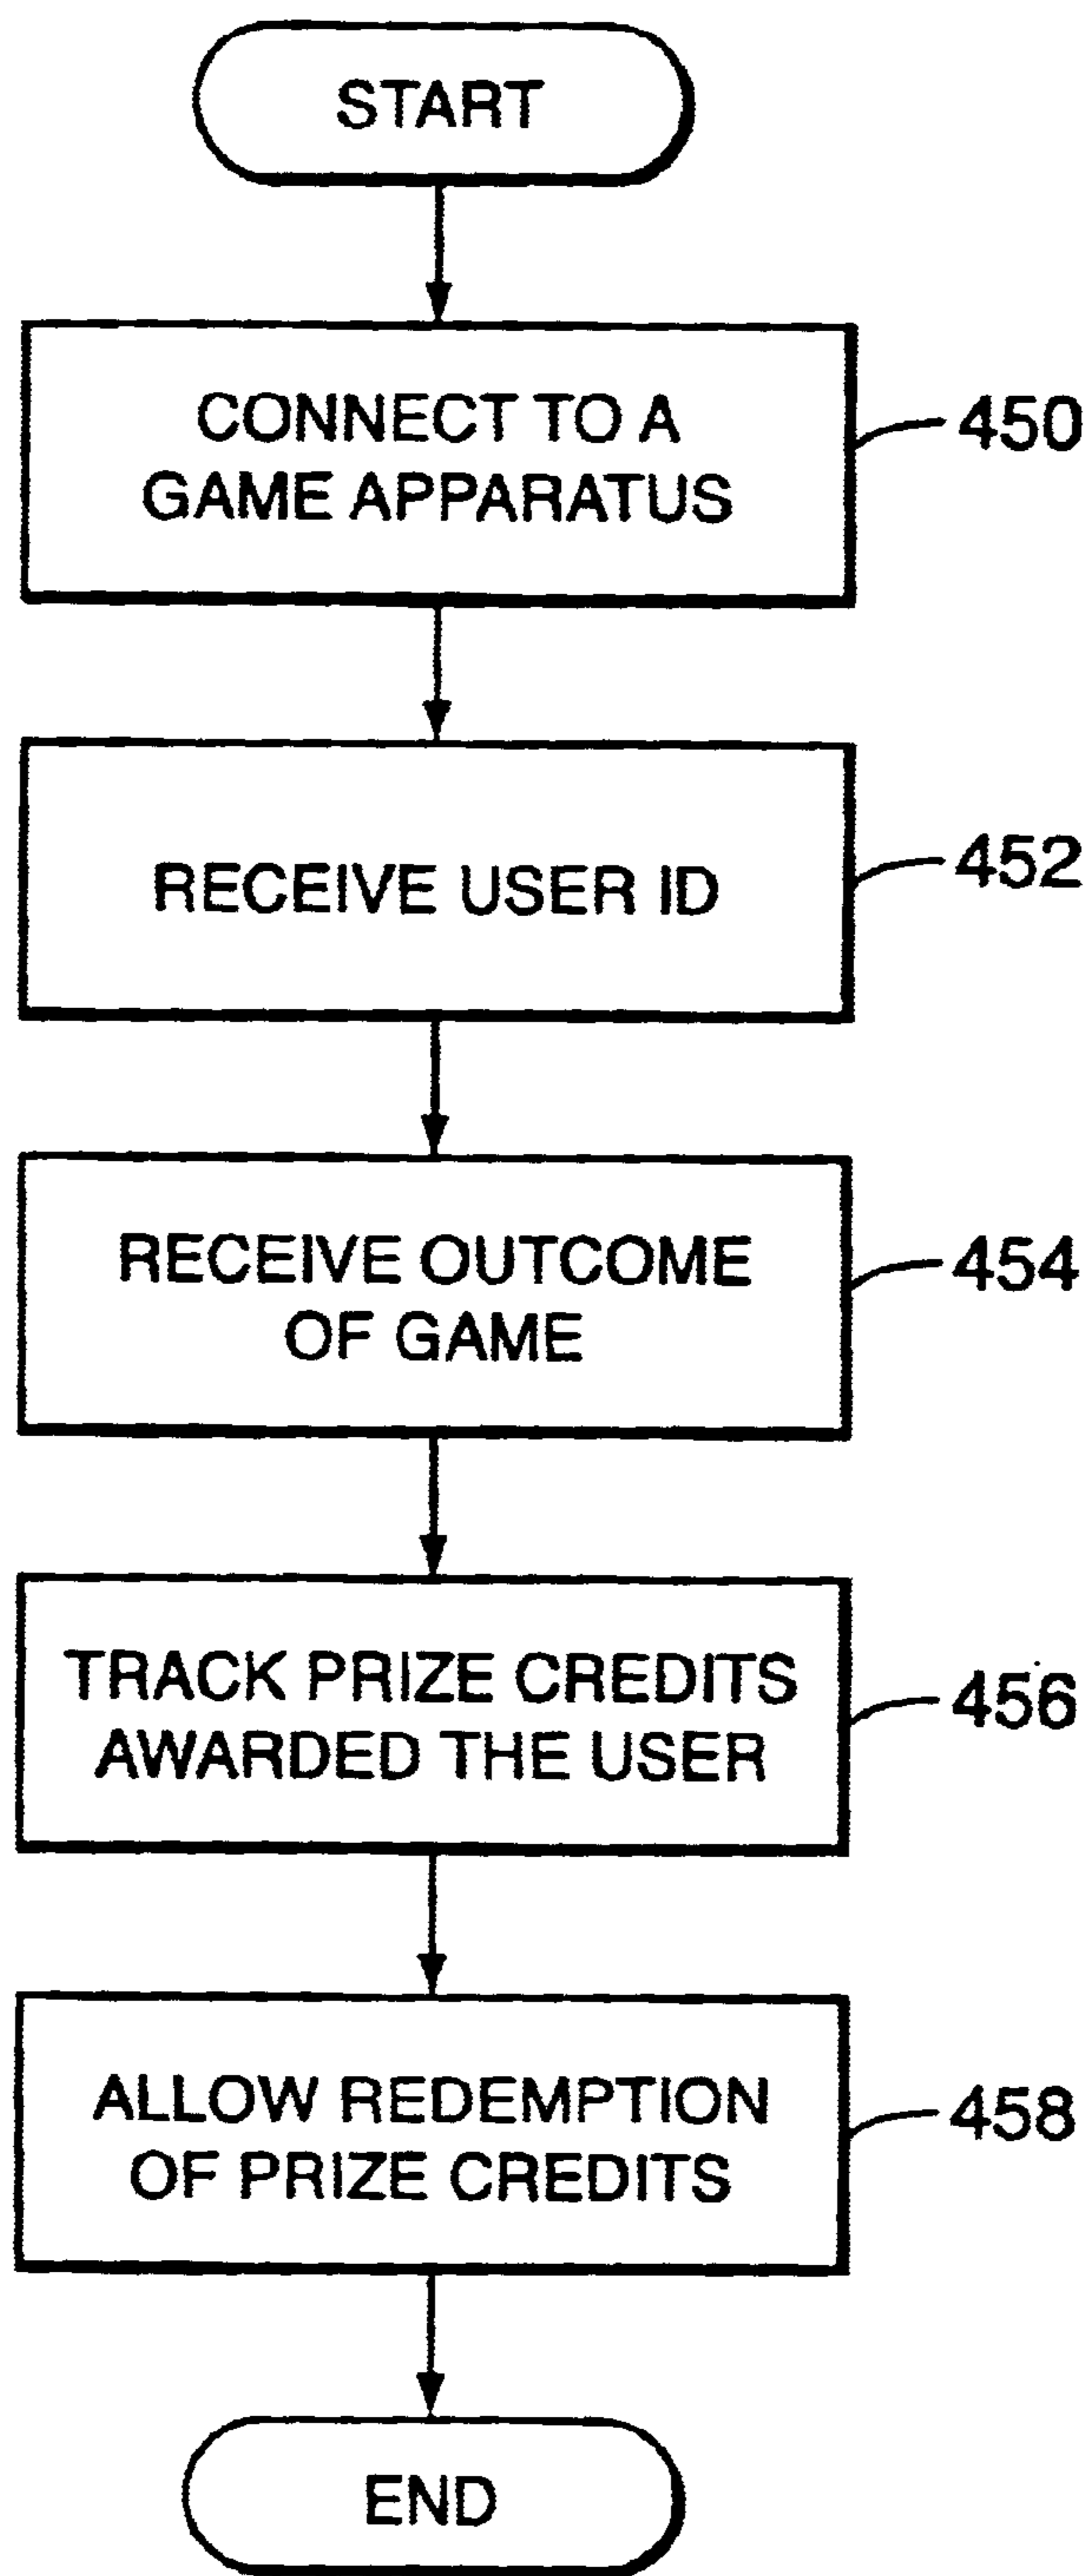 START
CONNECT TO A
GAME APPARATUS
450
RECEIVE USER ID
452
RECEIVE OUTCOME
OF GAME
454
TRACK PRIZE CREDITS
AWARDED THE USER
456
ALLOW REDEMPTION
OF PRIZE CREDITS
458
END